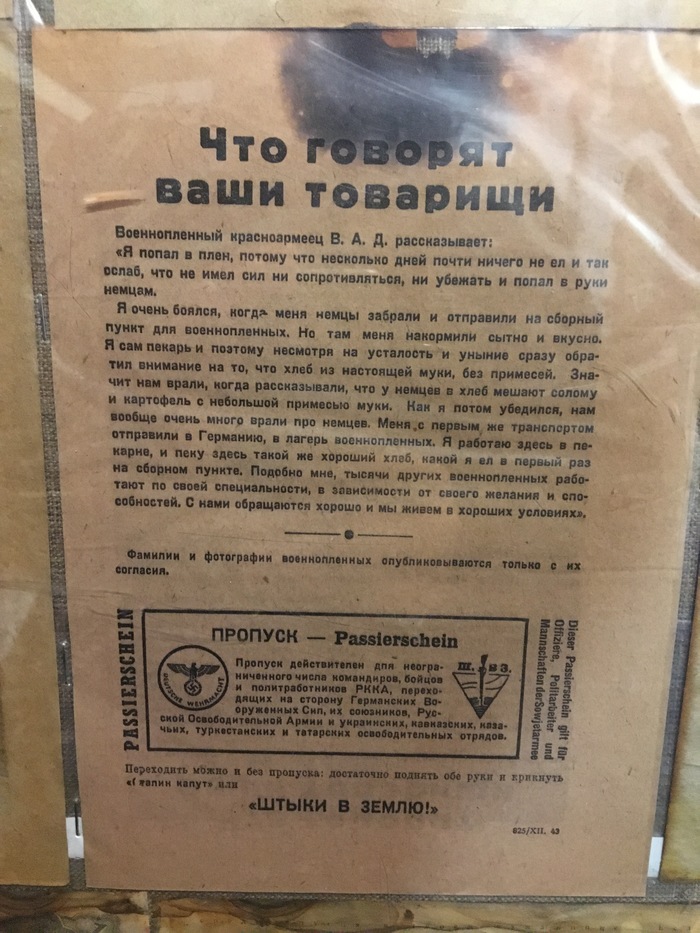 Что говорят
ваши товарищи
Военнопленный красноармеец В. А. Д. рассказывает:
«Я попал в плен, потому что несколько дней почти ничего не ел и так
ослаб, что не имел сил ни сопротивляться, ни убежать и попал в руки
немцам.
Я очень боялся, когда меня немцы забрали и отправили на сборный
пункт для военнопленных. Но там меня накормили сытно и вкусно.
Я сам пекарь и поэтому несмотря на усталость и уныние сразу обра-
тил внимание на то, что хлеб из настоящей муки, без примесей. Зна-
чит нам врали, когда рассказывали, что у немцев в хлеб мешают солому
и картофель с небольшой примесью муки. Как я потом убедился, нам
вообще очень много врали про немцев. Меня с первым же транспортом
отправили в Германию, в лагерь военнопленных. Я работаю здесь в пе-
карне, и пеку здесь такой же хороший хлеб, какой я ел в первый раз
на сборном пункте. Подобно мне, тысячи других военнопленных рабо-
тают по своей специальности, в зависимости от своего желания и спо-
собностей. С нами обращаются хорошо и мы живем в хороших условиях».
Фамилии и фотографии военнопленных опубликовываются только с их
согласия.
PASSIERSCHEIN
ПРОПУСК — Passierschein
DEUTSCHE WEHRMACHT
Пропуск действителен для неогра-
ниченного числа командиров, бойцов
и политработников РККА, перехо-
дящих на сторону Германских Во-
оруженных Сил, их союзников, Рус-
ской Освободительной Армии и украинских, кавказских, каза-
чьих, туркестанских и татарских освободительных отрядов.
Ш. в З.
Dieser Passierschein gilt für
Offiziere, Politarbeiter und
Mannschaften der Sowjetarmee
Переходить можно и без пропуска: достаточно поднять обе руки и крикнуть
капут» или
«ШТЫКИ В ЗЕМЛЮ!»
625/XII. 43